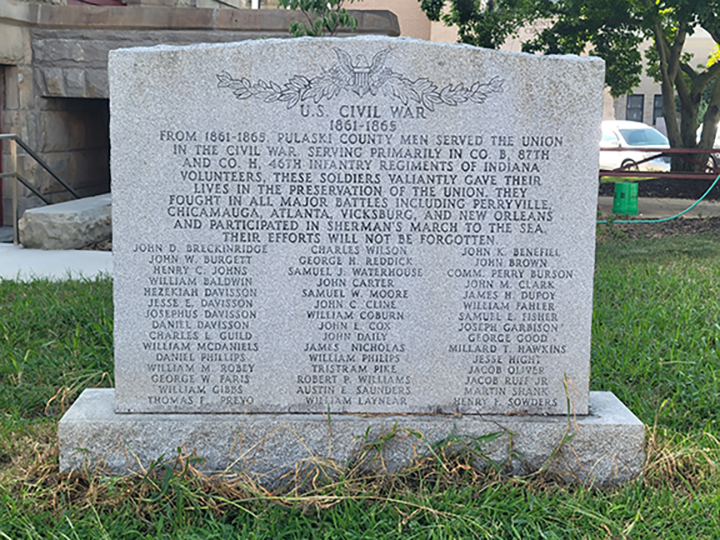 U.S. CIVIL WAR
1861-1865
FROM 1861-1865, PULASKI COUNTY MEN SERVED THE UNION
IN THE CIVIL WAR. SERVING PRIMARILY IN CO. B, 87TH
AND CO. H, 46TH INFANTRY REGIMENTS OF INDIANA
VOLUNTEERS, THESE SOLDIERS VALIANTLY GAVE THEIR
LIVES IN THE PRESERVATION OF THE UNION. THEY
FOUGHT IN ALL MAJOR BATTLES INCLUDING PERRYVILLE,
CHICAMAUGA, ATLANTA, VICKSBURG, AND NEW ORLEANS
AND PARTICIPATED IN SHERMAN'S MARCH TO THE SEA.
THEIR EFFORTS WILL NOT BE FORGOTTEN.
JOHN D. BRECKINRIDGE
JOHN W. BURGETT
HENRY C. JOHNS
WILLIAM BALDWIN
HEZEKIAH DAVISSON
JESSE E. DAVISSON
JOSEPHUS DAVISSON
DANIEL DAVISSON
CHARLES L. GUILD
WILLIAM MCDANIELS
DANIEL PHILLIPS
WILLIAM M. ROBEY
GEORGE W. FARIS
WILLIAM GIBBS
THOMAS F. PREVO
CHARLES WILSON
GEORGE H. REDDICK
SAMUEL J. WATERHOUSE
JOHN CARTER
SAMUEL W. MOORE
JOHN C. CLINE
WILLIAM COBURN
JOHN L. COX
JOHN DAILY
JAMES NICHOLAS
WILLIAM PHILIPS
TRISTRAM PIKE
ROBERT P. WILLIAMS
AUSTIN E. SAUNDERS
WILLIAM LAYNEAR
JOHN K. BENEFIEL
JOHN BROWN
COMM. PERRY BURSON
JOHN M. CLARK
JAMES H. DUPOY
WILLIAM FAHLER
SAMUEL E. FISHER
JOSEPH GARBISON
GEORGE GOOD
MILLARD T. HAWKINS
JESSE HIGHT
JACOB OLIVER
JACOB RUFF JR
MARTIN SHANK
HENRY F. SOWDERS